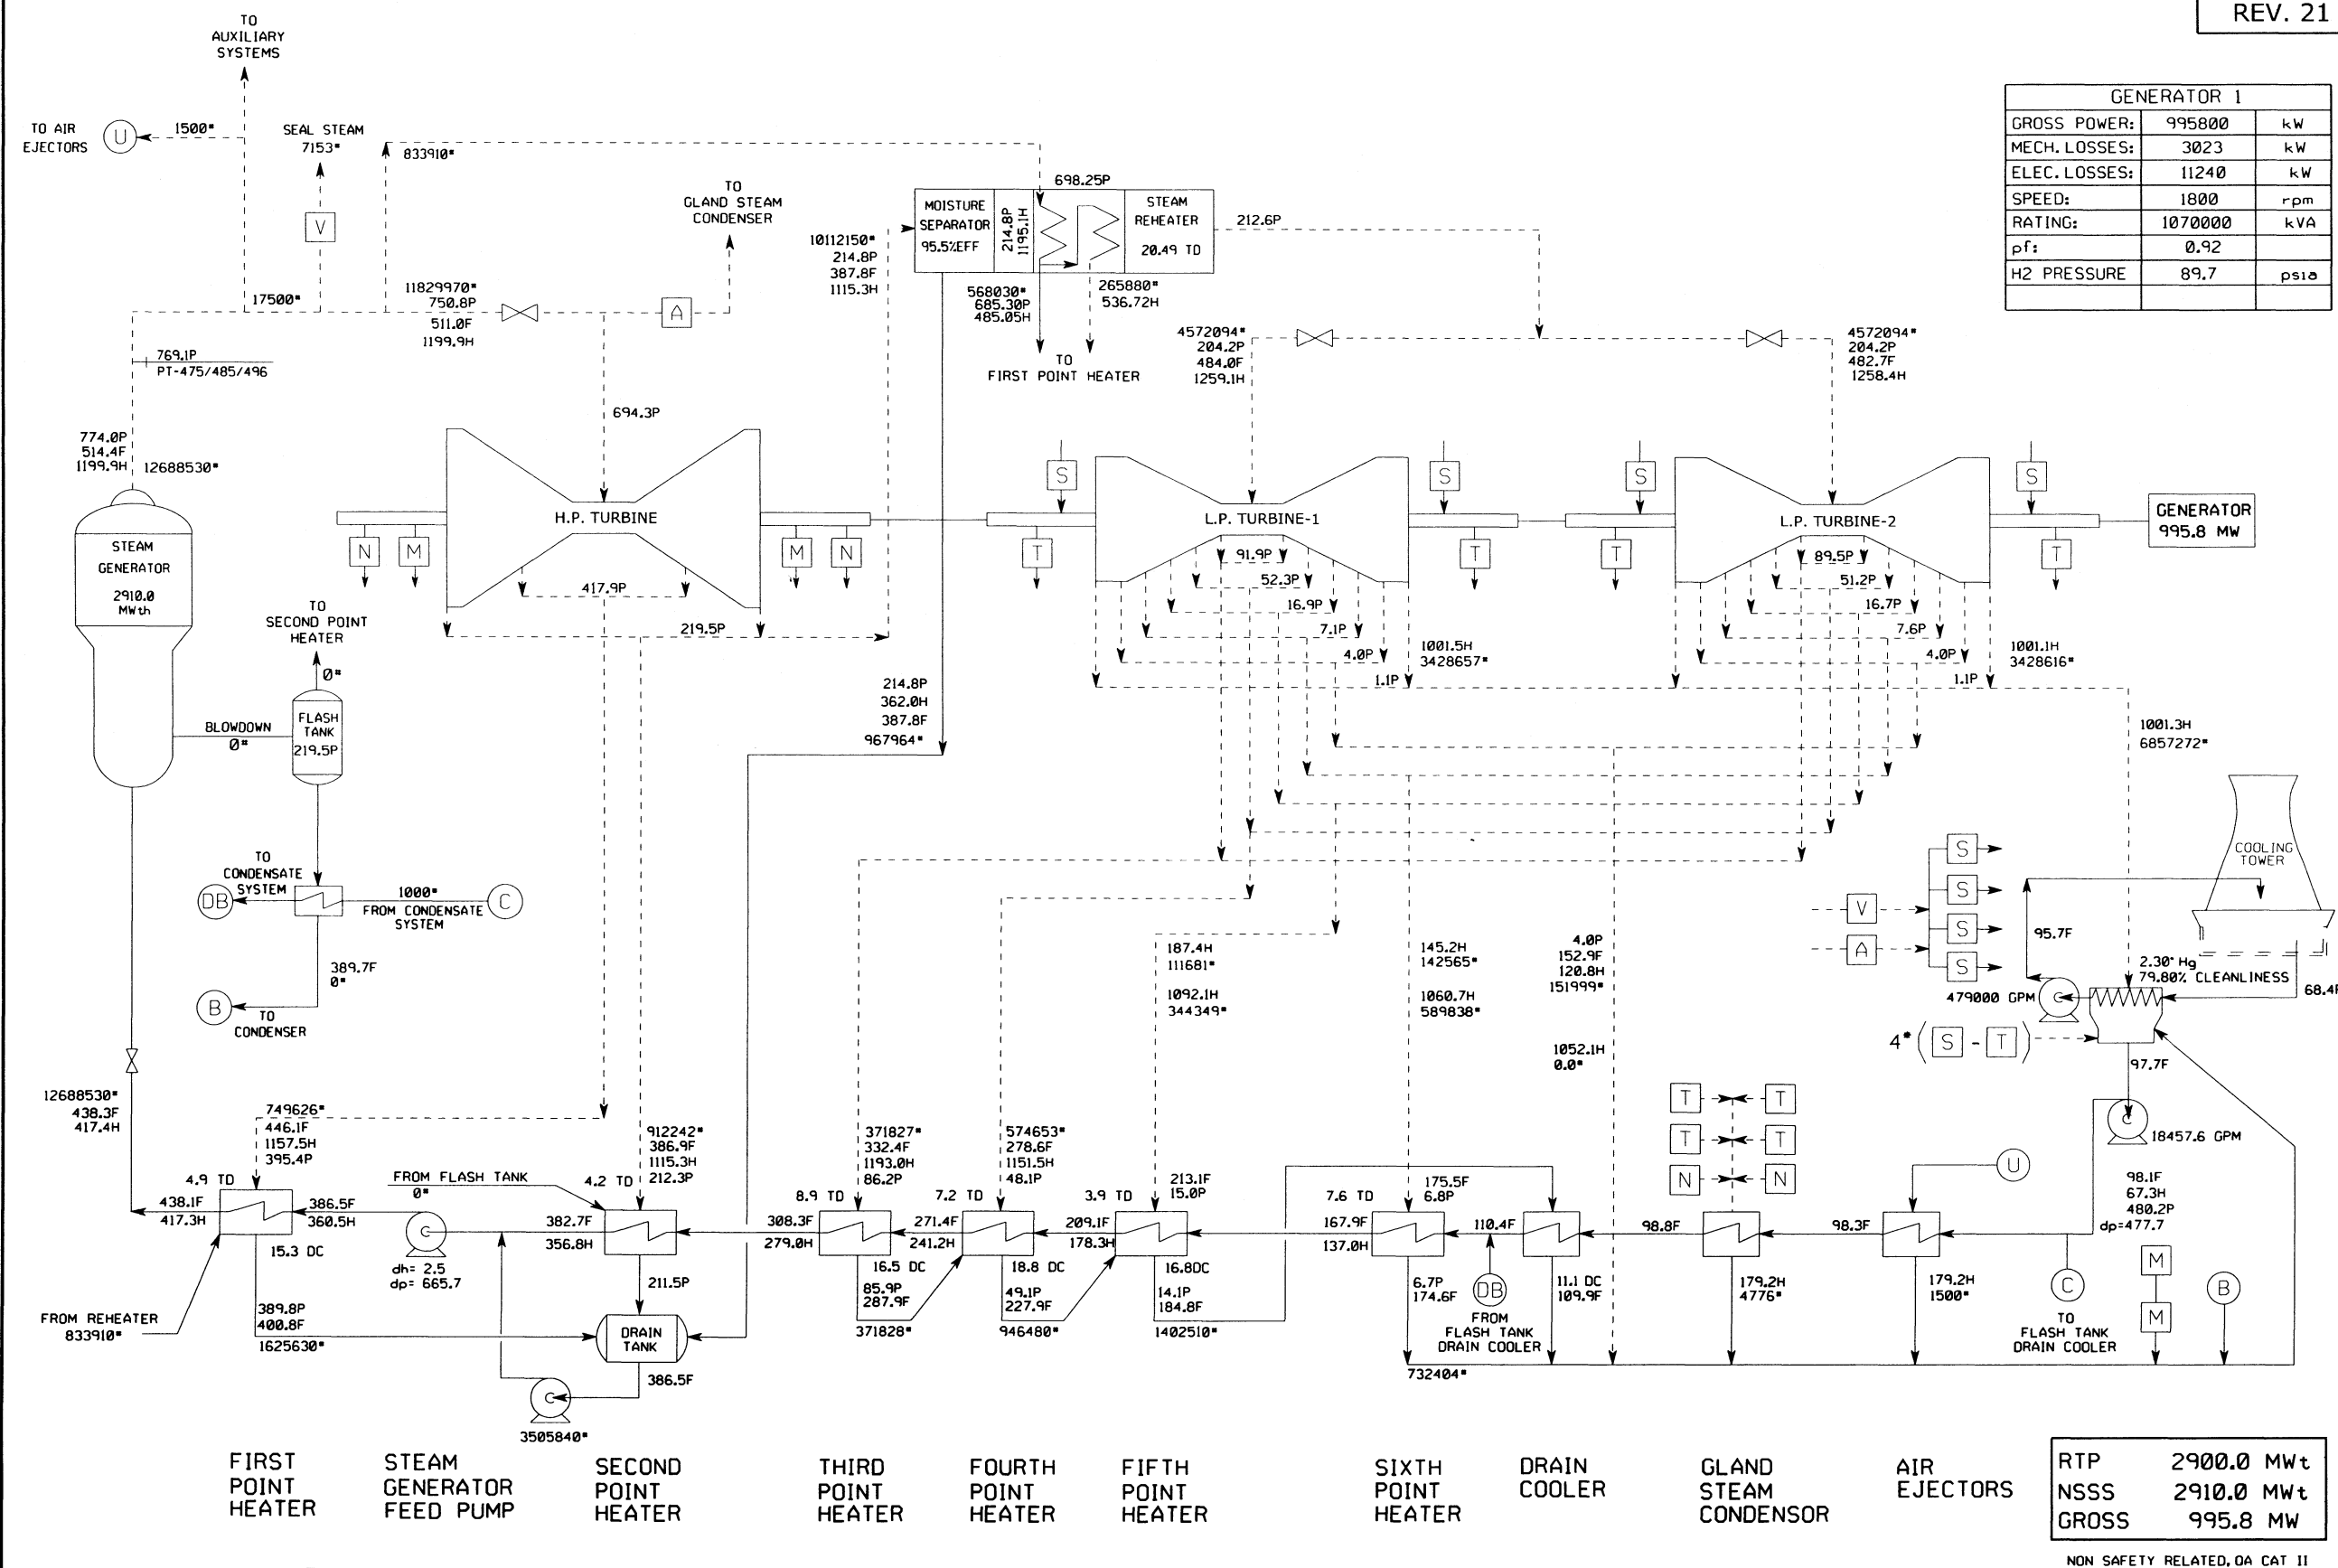 REV. 21
GENERATOR 1
GROSS POWER: 995800 kW
MECH. LOSSES: 3023 kW
ELEC. LOSSES: 11240 kW
SPEED: 1800 rpm
RATING: 1070000 kVA
pf: 0.92
H2 PRESSURE 89.7 psia
TO
AUXILIARY
SYSTEMS
TO AIR
EJECTORS
U
1500#
SEAL STEAM
7153#
V
17500#
833910#
769.1P
PT-475/485/496
11829970#
750.8P
511.0F
1199.9H
TO
GLAND STEAM
CONDENSER
A
694.3P
10112150#
214.8P
387.8F
1115.3H
MOISTURE
SEPARATOR
95.5%EFF
214.8P
1195.1H
698.25P
STEAM
REHEATER
20.49 TD
212.6P
568030#
685.30P
485.05H
265880#
536.72H
TO
FIRST POINT HEATER
4572094#
204.2P
484.0F
1259.1H
4572094#
204.2P
482.7F
1258.4H
774.0P
514.4F
1199.9H
12688530#
STEAM
GENERATOR
2910.0
MWth
H.P. TURBINE
N
M
M
N
417.9P
219.5P
S
T
L.P. TURBINE-1
S
T
91.9P
52.3P
16.9P
7.1P
4.0P
1.1P
1001.5H
3428657#
S
T
L.P. TURBINE-2
S
T
89.5P
51.2P
16.7P
7.6P
4.0P
1.1P
1001.1H
3428616#
GENERATOR
995.8 MW
TO
SECOND POINT
HEATER
0#
FLASH
TANK
219.5P
BLOWDOWN
0#
214.8P
362.0H
387.8F
967964#
1001.3H
6857272#
TO
CONDENSATE
SYSTEM
DB
1000#
FROM CONDENSATE
SYSTEM
C
389.7F
0#
B
TO
CONDENSER
COOLING
TOWER
V
A
S
S
S
S
95.7F
2.30" Hg
79.80% CLEANLINESS
479000 GPM
C
68.4F
4*(S - T)
97.7F
C
18457.6 GPM
187.4H
111681#
1092.1H
344349#
145.2H
142565#
1060.7H
589838#
4.0P
152.9F
120.8H
151999#
1052.1H
0.0#
12688530#
438.3F
417.4H
749626#
446.1F
1157.5H
395.4P
912242#
386.9F
1115.3H
212.3P
371827#
332.4F
1193.0H
86.2P
574653#
278.6F
1151.5H
48.1P
213.1F
15.0P
175.5F
6.8P
T T
T T
N N
U
98.1F
67.3H
480.2P
dp=477.7
4.9 TD
438.1F
417.3H
386.5F
360.5H
15.3 DC
FROM FLASH TANK
0#
C
dh= 2.5
dp= 665.7
4.2 TD
382.7F
356.8H
8.9 TD
308.3F
279.0H
16.5 DC
7.2 TD
271.4F
241.2H
18.8 DC
3.9 TD
209.1F
178.3H
16.8DC
7.6 TD
167.9F
137.0H
110.4F
11.1 DC
109.9F
98.8F
98.3F
FROM REHEATER
833910#
389.8P
400.8F
1625630#
211.5P
DRAIN
TANK
386.5F
C
3505840#
85.9P
287.9F
371828#
49.1P
227.9F
946480#
14.1P
184.8F
1402510#
6.7P
174.6F
732404#
DB
FROM
FLASH TANK
DRAIN COOLER
179.2H
4776#
179.2H
1500#
C
TO
FLASH TANK
DRAIN COOLER
M
M
B
FIRST
POINT
HEATER
STEAM
GENERATOR
FEED PUMP
SECOND
POINT
HEATER
THIRD
POINT
HEATER
FOURTH
POINT
HEATER
FIFTH
POINT
HEATER
SIXTH
POINT
HEATER
DRAIN
COOLER
GLAND
STEAM
CONDENSOR
AIR
EJECTORS
RTP 2900.0 MWt
NSSS 2910.0 MWt
GROSS 995.8 MW
NON SAFETY RELATED, QA CAT II